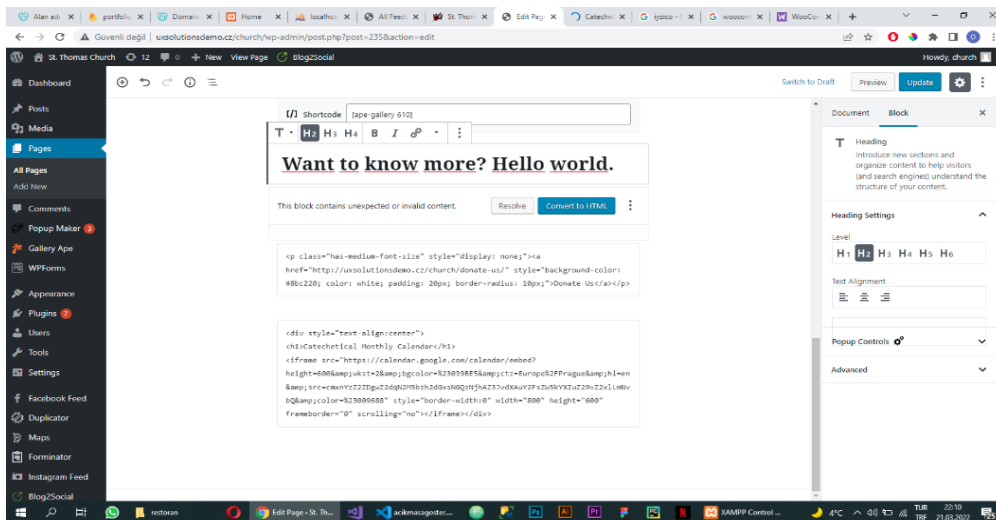 Alan adı
portfolio
Domain
Home
localhos
All Feeds
St. Thom
Edit Page
Cateche
iyzico -
woocom
WooCor
Güvenli değil | uxsolutionsdemo.cz/church/wp-admin/post.php?post=235&action=edit
St. Thomas Church 12 0 + New View Page Blog2Social
Howdy, church
Dashboard
Posts
Media
Pages
All Pages
Add New
Comments
Popup Maker 3
Gallery Ape
WPForms
Appearance
Plugins 7
Users
Tools
Settings
Facebook Feed
Duplicator
Maps
Forminator
Instagram Feed
Blog2Social
Switch to Draft Preview Update
[/] Shortcode [ape-gallery 610]
T H2 H3 H4 B I
Want to know more? Hello world.
This block contains unexpected or invalid content. Resolve Convert to HTML
<p class="has-medium-font-size" style="display: none;"><a
href="http://uxsolutionsdemo.cz/church/donate-us/" style="background-color:
#8bc220; color: white; padding: 20px; border-radius: 10px;">Donate Us</a></p>
<div style="text-align:center">
<h1>Catechetical Monthly Calendar</h1>
<iframe src="https://calendar.google.com/calendar/embed?
height=600&amp;wkst=2&amp;bgcolor=%23039BE5&amp;ctz=Europe%2FPrague&amp;hl=en
bQ&amp;color=%23009688" style="border-width:0" width="800" height="600"
frameborder="0" scrolling="no"></iframe></div>
Document Block
T Heading
Introduce new sections and
organize content to help visitors
(and search engines) understand the
structure of your content.
Heading Settings
Level
H1 H2 H3 H4 H5 H6
Text Alignment
Popup Controls
Advanced
restoran
Edit Page ‹ St. Th...
acikmasagoster...
XAMPP Control ...
4°C
TUR
TRF
22:10
21.03.2022